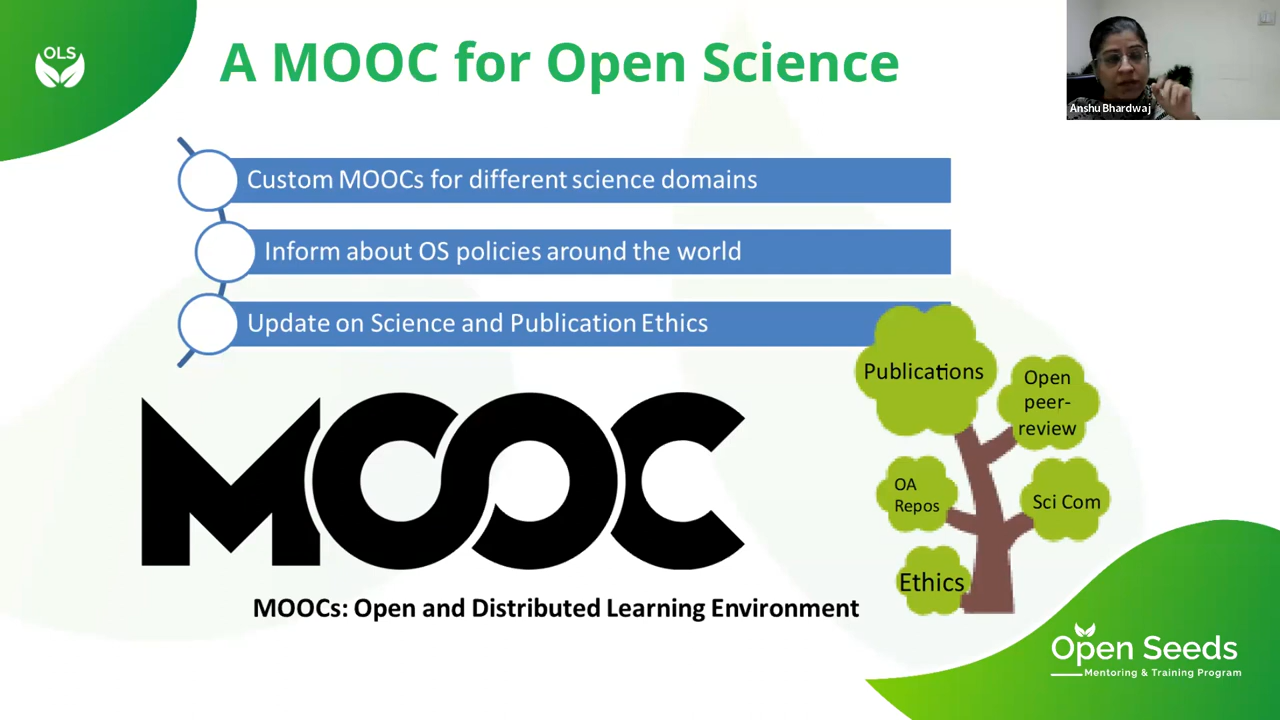 OLS
A MOOC for Open Science
Anshu Bhardwaj
Custom MOOCs for different science domains
Inform about OS policies around the world
Update on Science and Publication Ethics
Publications
Open
peer-
review
OA
Repos
Sci Com
Ethics
MOOC
MOOCs: Open and Distributed Learning Environment
Open Seeds
Mentoring & Training Program